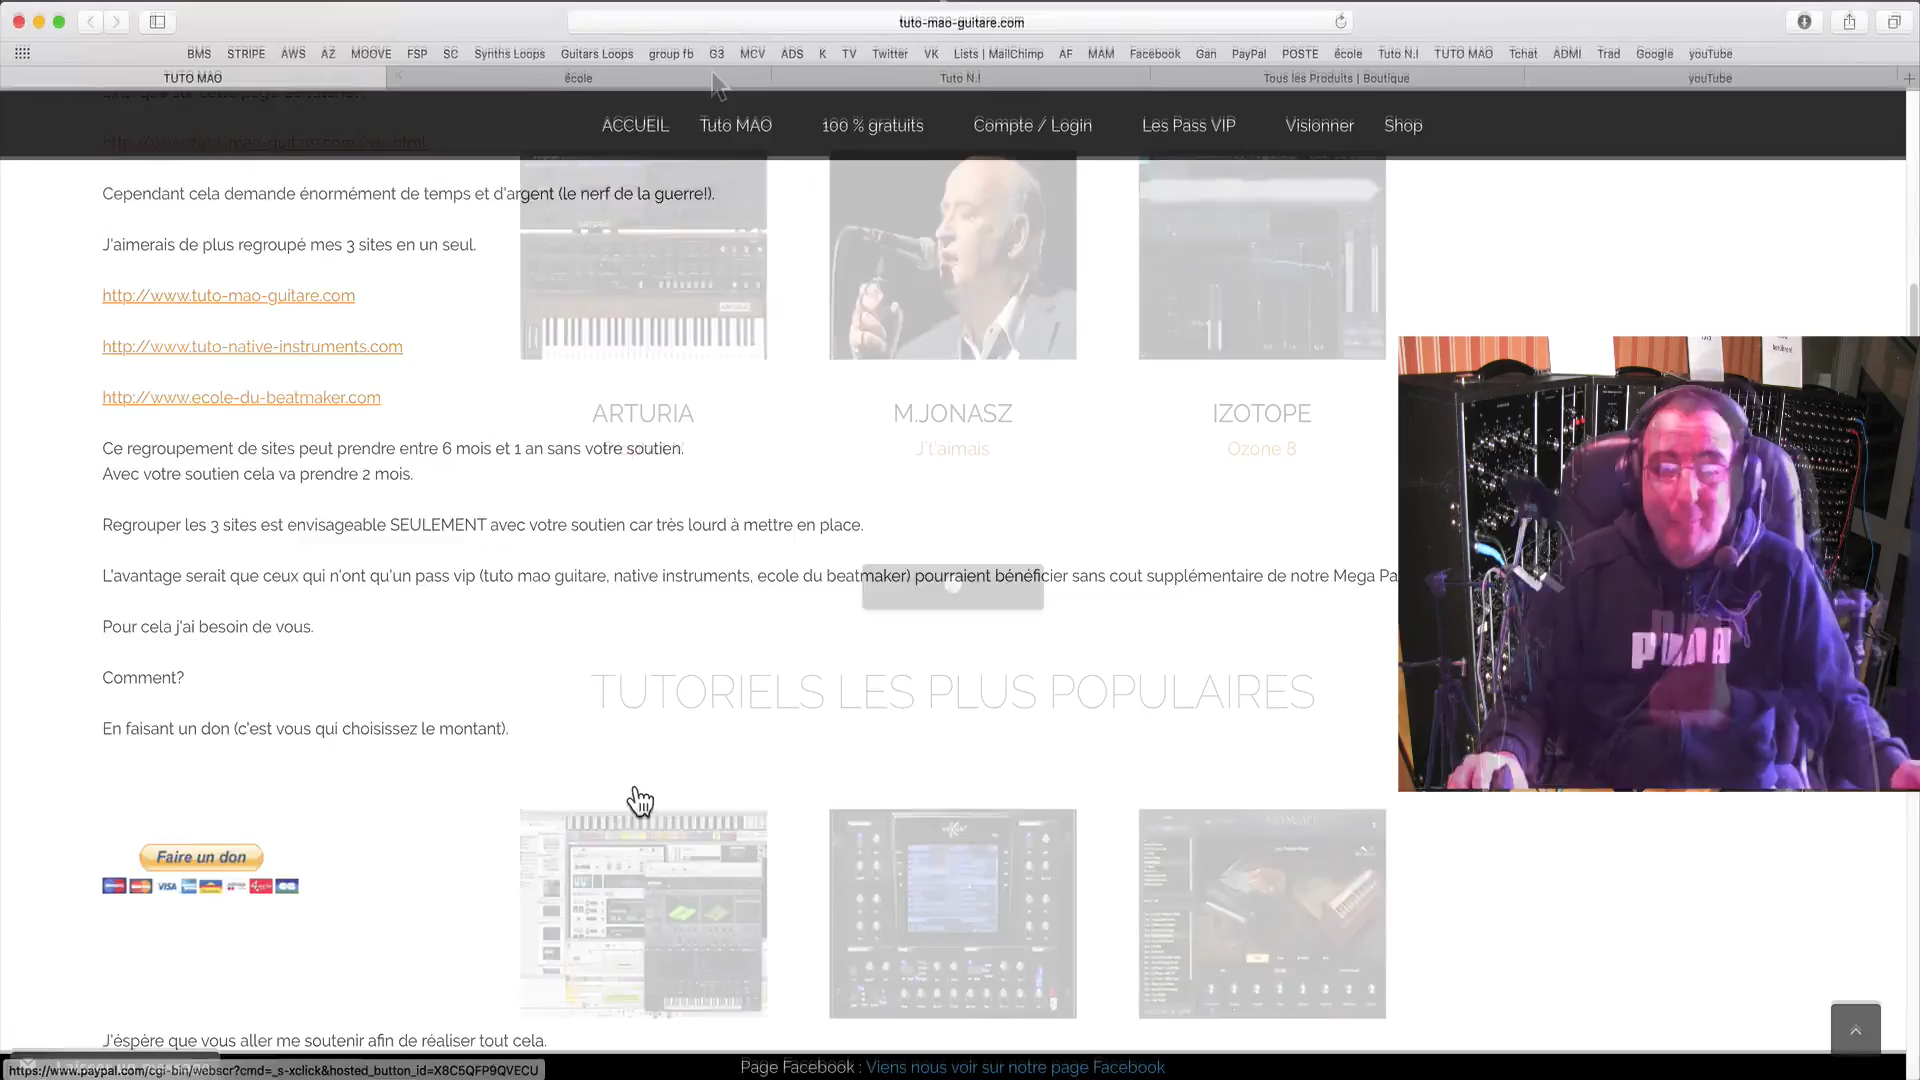 tuto-mao-guitare.com
BMS STRIPE AWS AZ MOOVE FSP SC Synths Loops Guitars Loops group fb G3 MCV ADS K TV Twitter VK Lists | MailChimp AF MAM Facebook Gan PayPal POSTE école Tuto N.I TUTO MAO Tchat ADMI Trad Google youTube
TUTO MAO école Tuto N.I Tous les Produits | Boutique youTube
ACCUEIL Tuto MAO 100 % gratuits Compte / Login Les Pass VIP Visionner Shop
Cependant cela demande énormément de temps et d'argent (le nerf de la guerre!).
J'aimerais de plus regroupé mes 3 sites en un seul.
http://www.tuto-mao-guitare.com
http://www.tuto-native-instruments.com
http://www.ecole-du-beatmaker.com
ARTURIA M.JONASZ IZOTOPE
J't'aimais Ozone 8
Ce regroupement de sites peut prendre entre 6 mois et 1 an sans votre soutien.
Avec votre soutien cela va prendre 2 mois.
Regrouper les 3 sites est envisageable SEULEMENT avec votre soutien car très lourd à mettre en place.
L'avantage serait que ceux qui n'ont qu'un pass vip (tuto mao guitare, native instruments, ecole du beatmaker) pourraient bénéficier sans cout supplémentaire de notre Mega Pa
Pour cela j'ai besoin de vous.
PUMA
Comment?
TUTORIELS LES PLUS POPULAIRES
En faisant un don (c'est vous qui choisissez le montant).
Faire un don
VISA
J'éspère que vous aller me soutenir afin de réaliser tout cela.
https://www.paypal.com/cgi-bin/webscr?cmd=_s-xclick&hosted_button_id=X8C5QFP9QVECU
Page Facebook : Viens nous voir sur notre page Facebook